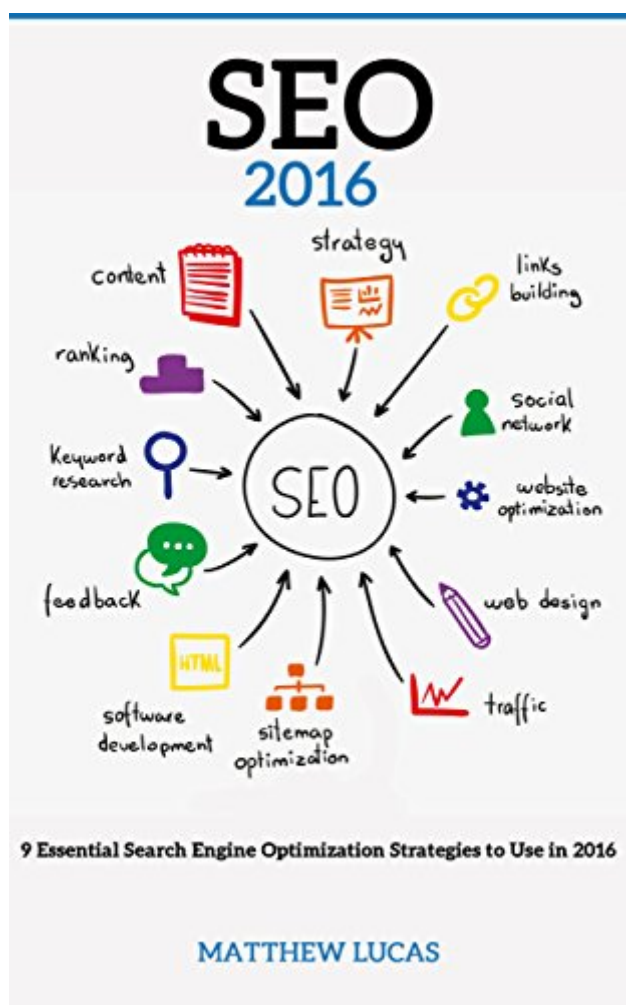 SEO
2016
strategy
content
links
building
ranking
social
network
Keyword
research
SEO
website
optimization
feedback
web design
HTML
traffic
software
development
sitemap
optimization
9 Essential Search Engine Optimization Strategies to Use in 2016
MATTHEW LUCAS